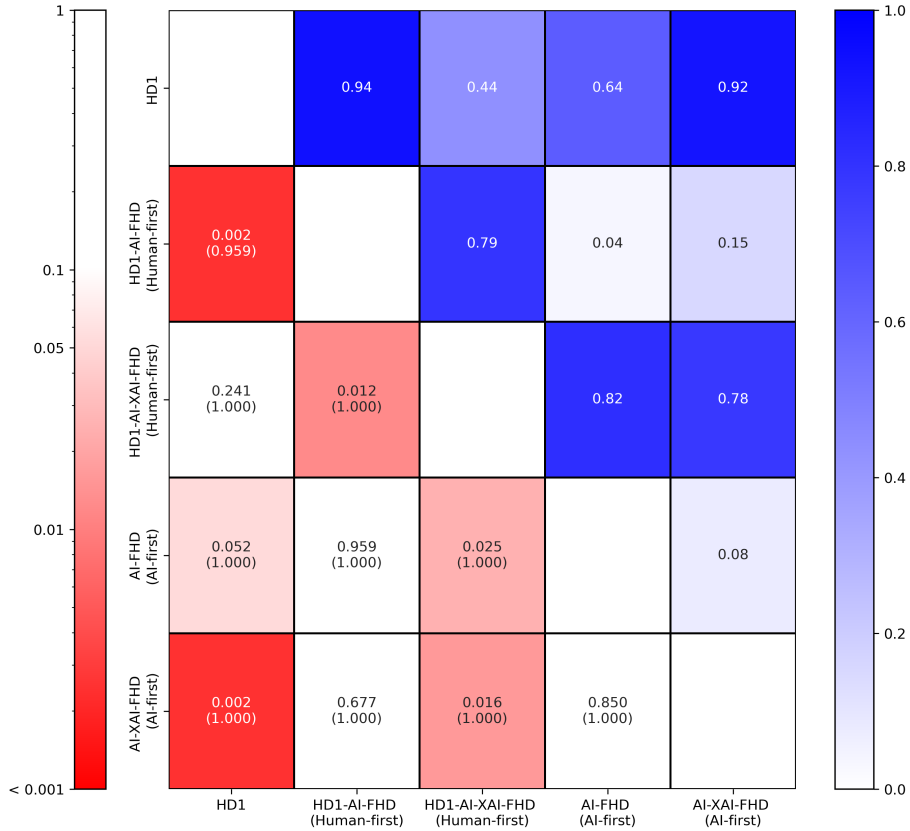 1
0.1
0.05
0.01
< 0.001
HD1
0.94
0.44
0.64
0.92
HD1-AI-FHD
(Human-first)
0.002
(0.959)
0.79
0.04
0.15
HD1-AI-XAI-FHD
(Human-first)
0.241
(1.000)
0.012
(1.000)
0.82
0.78
AI-FHD
(AI-first)
0.052
(1.000)
0.959
(1.000)
0.025
(1.000)
0.08
AI-XAI-FHD
(AI-first)
0.002
(1.000)
0.677
(1.000)
0.016
(1.000)
0.850
(1.000)
HD1
HD1-AI-FHD
(Human-first)
HD1-AI-XAI-FHD
(Human-first)
AI-FHD
(AI-first)
AI-XAI-FHD
(AI-first)
1.0
0.8
0.6
0.4
0.2
0.0